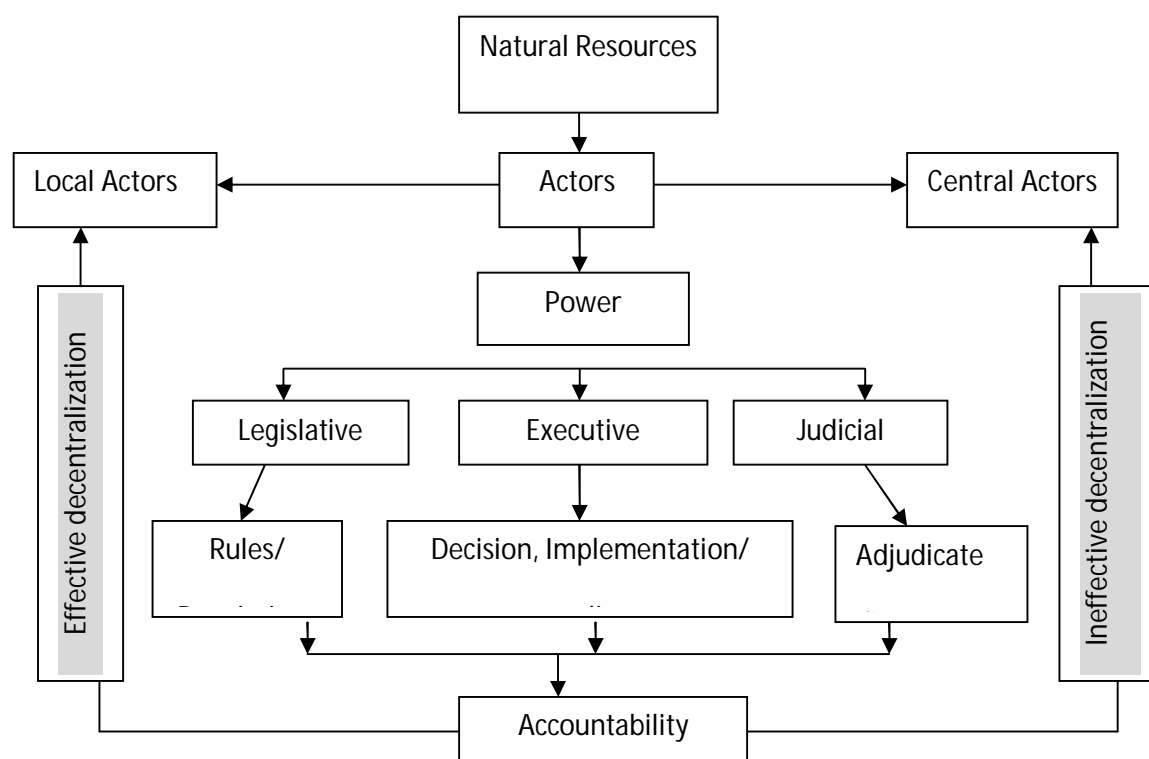 Natural Resources
Local Actors
Actors
Central Actors
Power
Legislative
Executive
Judicial
Rules/
Decision, Implementation/
Adjudicate
Effective decentralization
Ineffective decentralization
Accountability